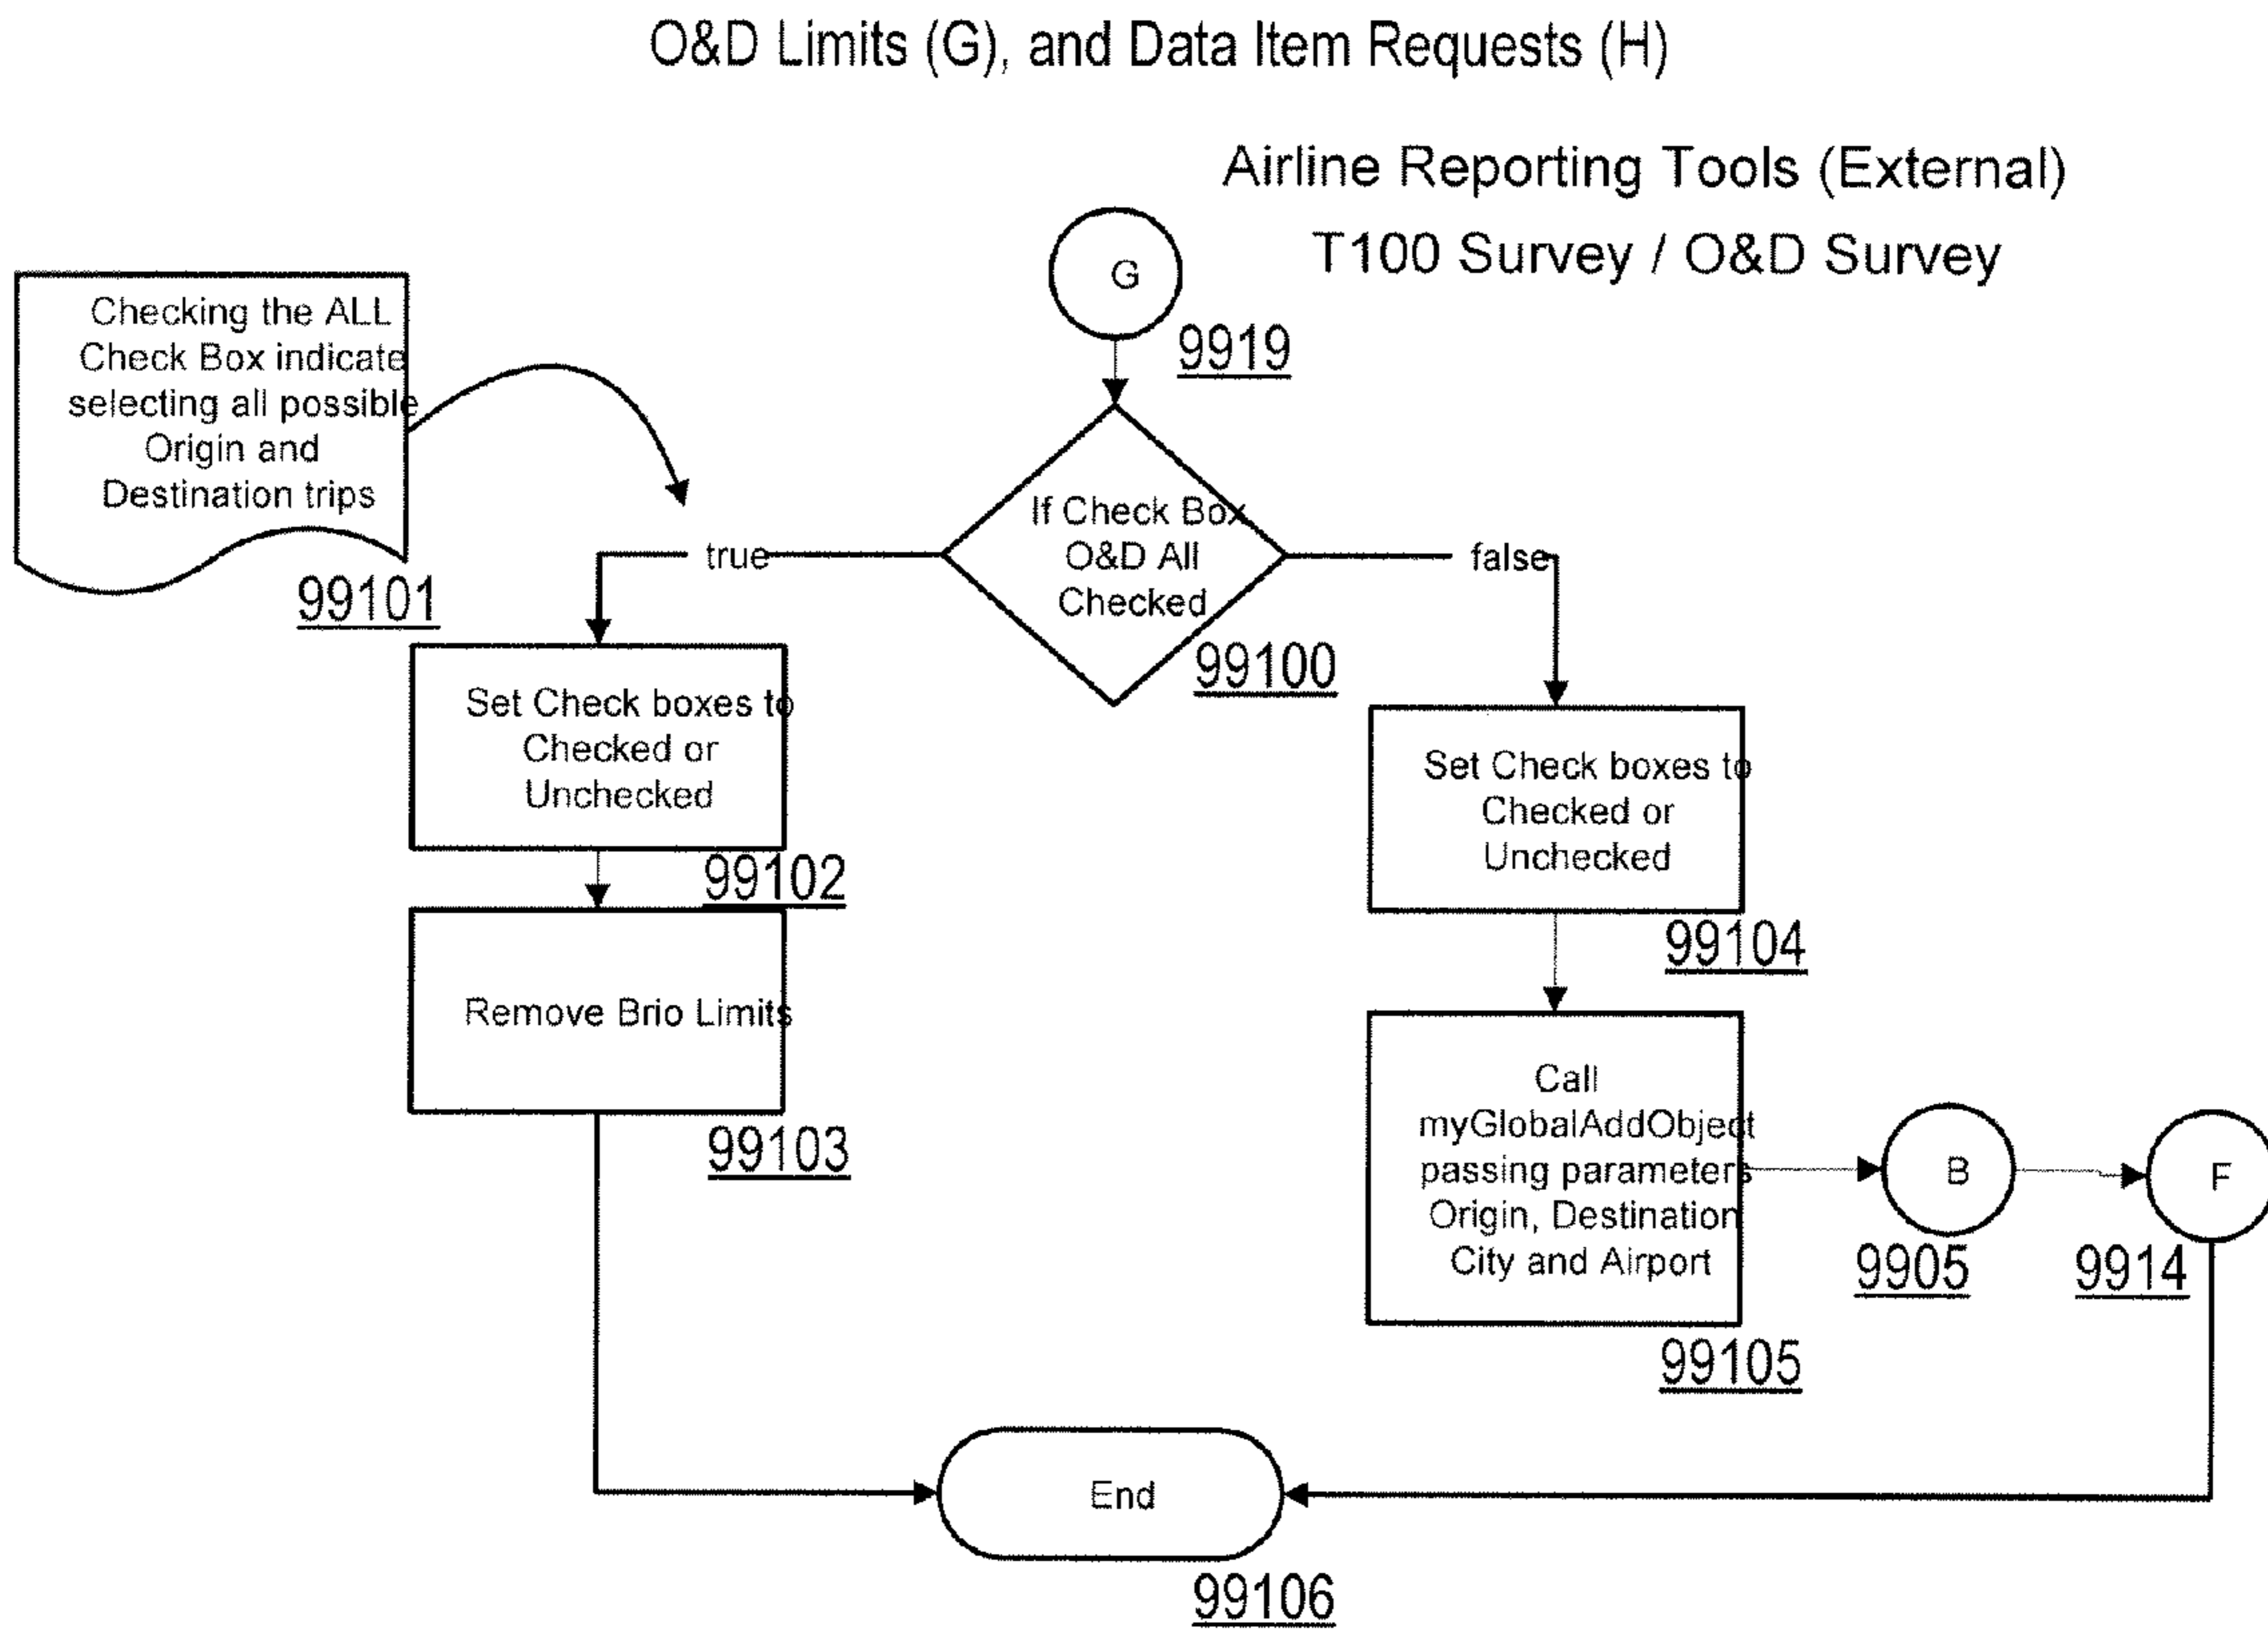 O&D Limits (G), and Data Item Requests (H)
Airline Reporting Tools (External)
T100 Survey / O&D Survey
G
9919
Checking the ALL
Check Box indicate
selecting all possible
Origin and
Destination trips
99101
If Check Box
O&D All
Checked
99100
true
false
Set Check boxes to
Checked or
Unchecked
99102
Remove Brio Limits
99103
Set Check boxes to
Checked or
Unchecked
99104
Call
myGlobalAddObject
passing parameters
Origin, Destination
City and Airport
99105
B
9905
F
9914
End
99106